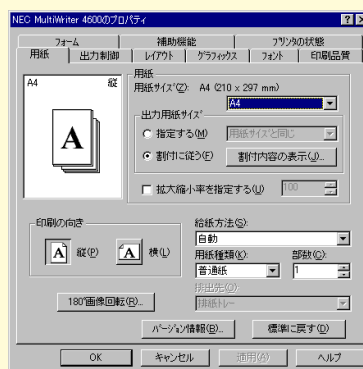 NEC MultiWriter 4600のプロパティ
フォーム 補助機能 プリンタの状態
用紙 出力制御 レイアウト グラフィックス フォント 印刷品質
A4 縦
A
用紙
用紙サイズ(Z): A4 (210 x 297 mm)
A4
出力用紙サイズ
指定する(M) 用紙サイズと同じ
割付に従う(F) 割付内容の表示(J)...
拡大縮小率を指定する(U) 100
印刷の向き
A 縦(P) A 横(L)
180°画像回転(R)...
給紙方法(S):
自動
用紙種類(K): 部数(C):
普通紙 1
排出先(O):
排紙トレー
バージョン情報(B)... 標準に戻す(D)
OK キャンセル 適用(A) ヘルプ